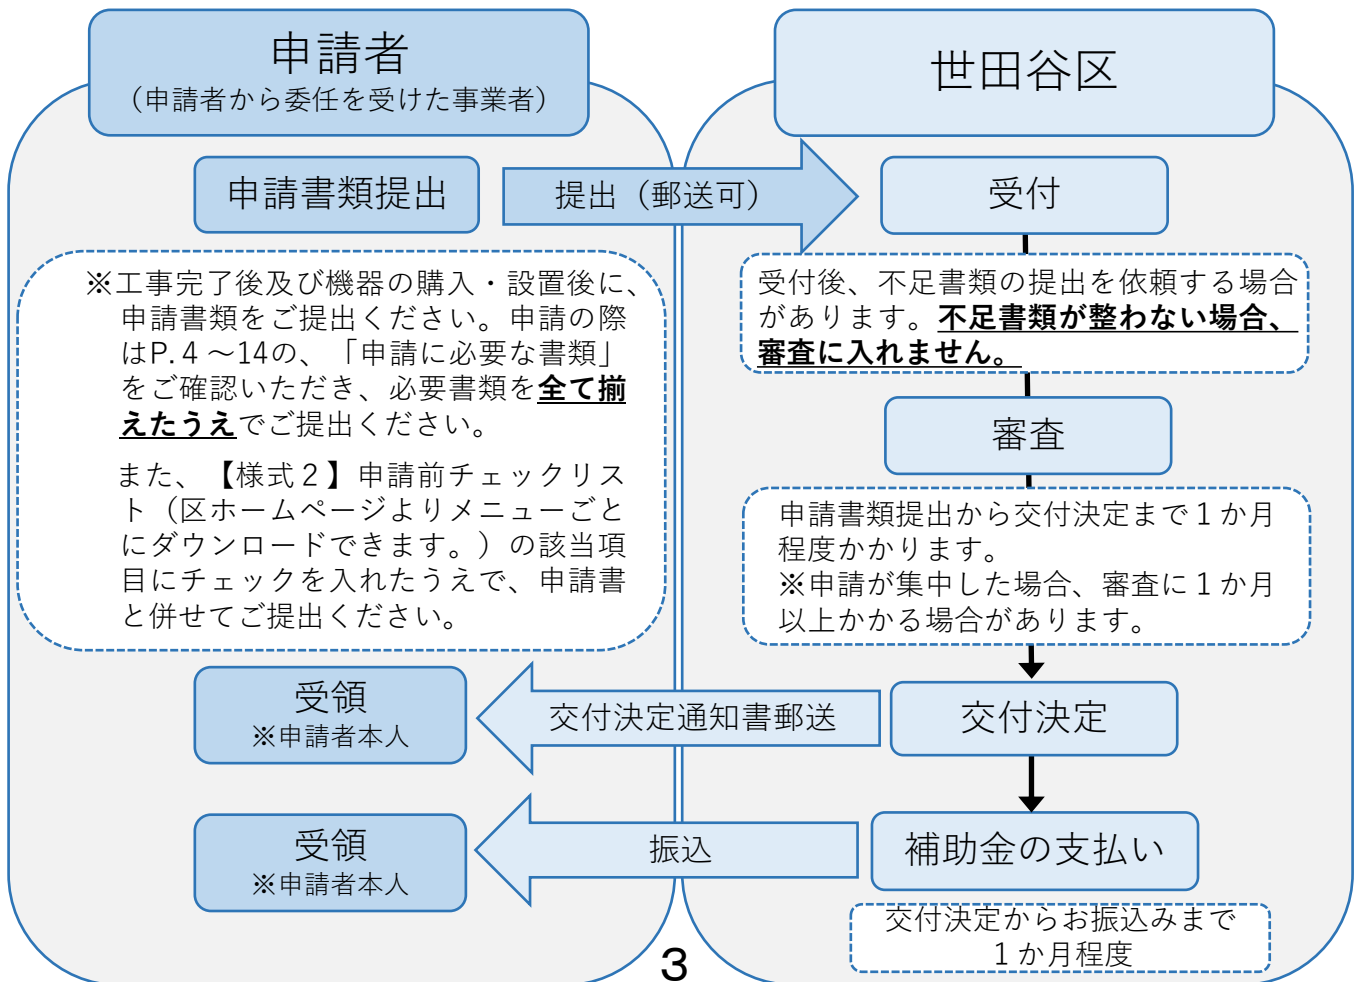 申請者
（申請者から委任を受けた事業者）
世田谷区
申請書類提出
提出（郵送可）
受付
※工事完了後及び機器の購入・設置後に、
申請書類をご提出ください。申請の際
はP.４～14の、「申請に必要な書類」
をご確認いただき、必要書類を全て揃
えたうえでご提出ください。
また、【様式２】申請前チェックリス
ト（区ホームページよりメニューごと
にダウンロードできます。）の該当項
目にチェックを入れたうえで、申請書
と併せてご提出ください。
受付後、不足書類の提出を依頼する場合
があります。不足書類が整わない場合、
審査に入れません。
審査
申請書類提出から交付決定まで１か月
程度かかります。
※申請が集中した場合、審査に１か月
以上かかる場合があります。
受領
※申請者本人
交付決定通知書郵送
交付決定
受領
※申請者本人
振込
補助金の支払い
交付決定からお振込みまで
１か月程度
3